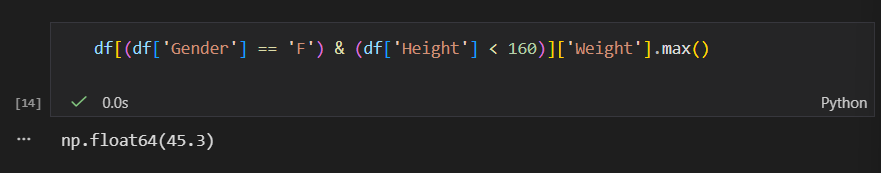 df[(df['Gender'] == 'F') & (df['Height'] < 160)]['Weight'].max()
[14]
0.0s
Python
np.float64(45.3)